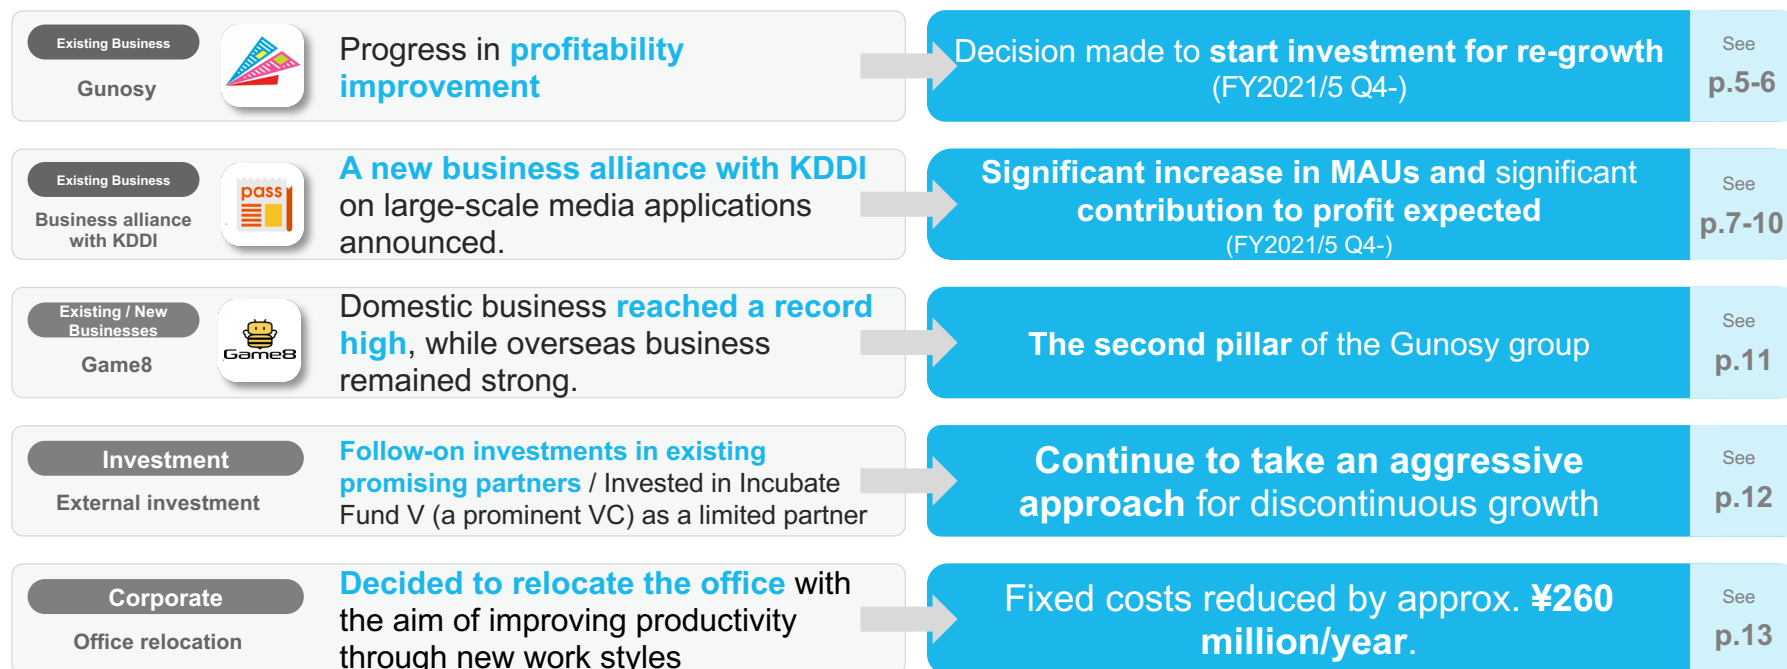 Existing Business
Gunosy
Progress in profitability
improvement
Decision made to start investment for re-growth
(FY2021/5 Q4-)
See
p.5-6
Existing Business
Business alliance
with KDDI
pass
A new business alliance with KDDI
on large-scale media applications
announced.
Significant increase in MAUs and significant
contribution to profit expected
(FY2021/5 Q4-)
See
p.7-10
Existing / New
Businesses
Game8
Game8
Domestic business reached a record
high, while overseas business
remained strong.
The second pillar of the Gunosy group
See
p.11
Investment
External investment
Follow-on investments in existing
promising partners / Invested in Incubate
Fund V (a prominent VC) as a limited partner
Continue to take an aggressive
approach for discontinuous growth
See
p.12
Corporate
Office relocation
Decided to relocate the office with
the aim of improving productivity
through new work styles
Fixed costs reduced by approx. ¥260
million/year.
See
p.13